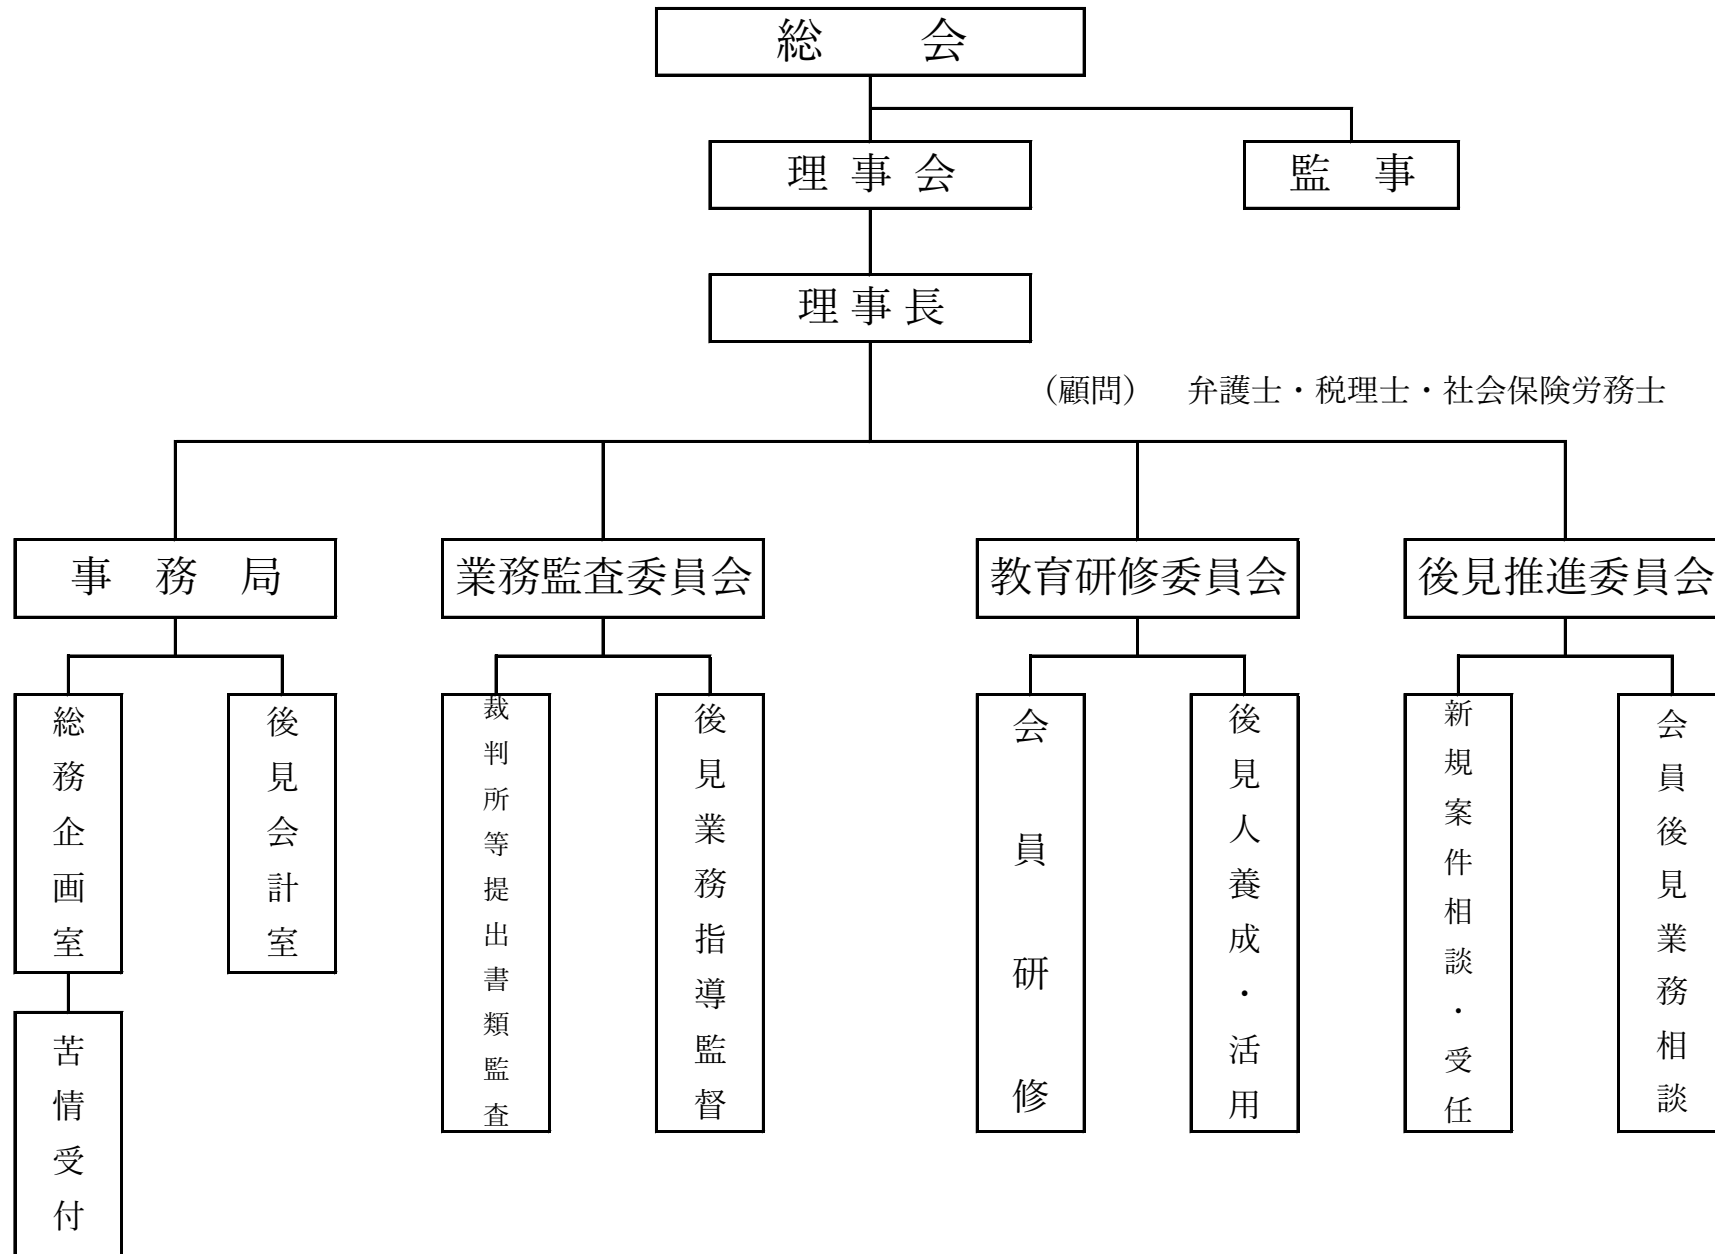 総　会
理事会
監　事
理事長
（顧問）　弁護士・税理士・社会保険労務士
事　務　局
業務監査委員会
教育研修委員会
後見推進委員会
総務企画室
後見会計室
裁判所等提出書類監査
後見業務指導監督
会員研修
後見人養成・活用
新規案件相談・受任
会員後見業務相談
苦情受付